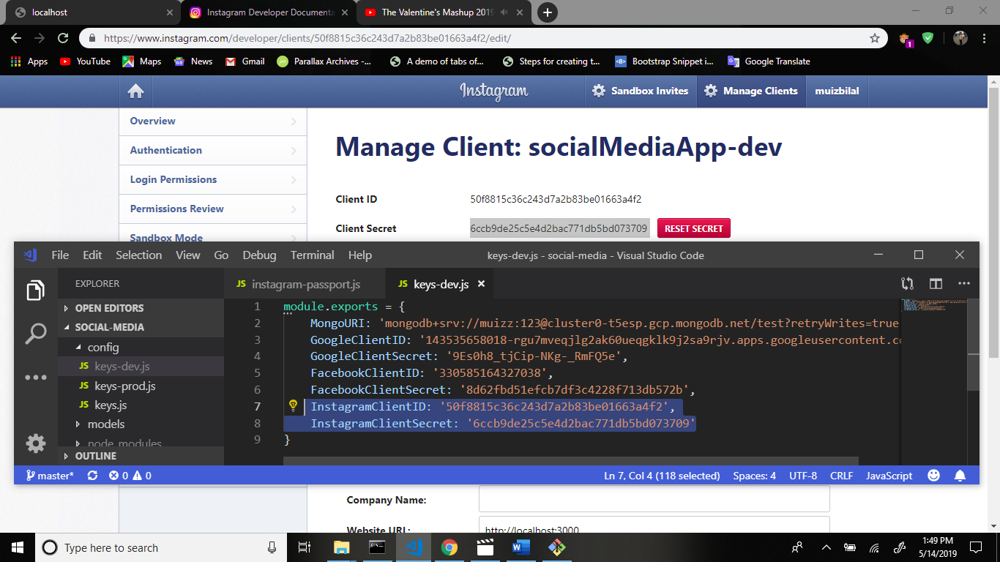 localhost
Instagram Developer Documenta
The Valentine's Mashup 2019
https://www.instagram.com/developer/clients/50f8815c36c243d7a2b83be01663a4f2/edit/
1
Apps YouTube Maps News Gmail Parallax Archives -... A demo of tabs of... Steps for creating t... Bootstrap Snippet i... Google Translate
Instagram Sandbox Invites Manage Clients muizbilal
Overview
Authentication
Login Permissions
Permissions Review
Sandbox Mode
Manage Client: socialMediaApp-dev
Client ID 50f8815c36c243d7a2b83be01663a4f2
Client Secret 6ccb9de25c5e4d2bac771db5bd073709 RESET SECRET
File Edit Selection View Go Debug Terminal Help keys-dev.js - social-media - Visual Studio Code
EXPLORER
OPEN EDITORS
SOCIAL-MEDIA
config
JS keys-dev.js
JS keys-prod.js
JS keys.js
models
node_modules
OUTLINE
JS instagram-passport.js JS keys-dev.js
1 module.exports = {
2 MongoURI: 'mongodb+srv://muizz:123@cluster0-t5esp.gcp.mongodb.net/test?retryWrites=true
3 GoogleClientID: '143535658018-rgu7mveqjlg2ak60ueqgklk9j2sa9rjv.apps.googleusercontent.co
4 GoogleClientSecret: '9Es0h8_tjCip-NKg-_RmFQ5e',
5 FacebookClientID: '330585164327038',
6 FacebookClientSecret: '8d62fbd51efcb7df3c4228f713db572b',
7 InstagramClientID: '50f8815c36c243d7a2b83be01663a4f2',
8 InstagramClientSecret: '6ccb9de25c5e4d2bac771db5bd073709'
9 }
master* 0 0 Ln 7, Col 4 (118 selected) Spaces: 4 UTF-8 CRLF JavaScript
Company Name:
Website URL: http://localhost:3000
Type here to search
1:49 PM
5/14/2019